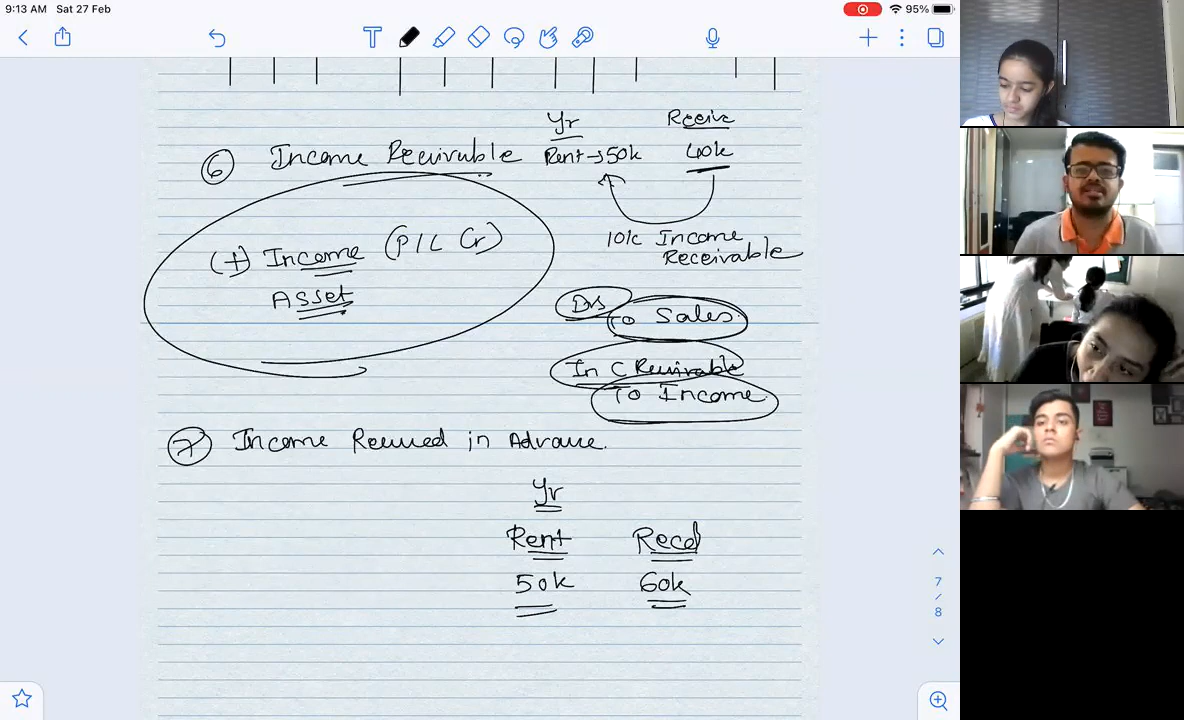 9:13 AM Sat 27 Feb
95%
T
Yr Receive
6 Income Receivable Rent → 50k 40k
10k Income
Receivable
(+) Income (P/L Cr)
Asset
Drs
To Sales
Inc Receivable
To Income
7 Income Received in Advance.
Yr
Rent Recd
50k 60k
7
/
8